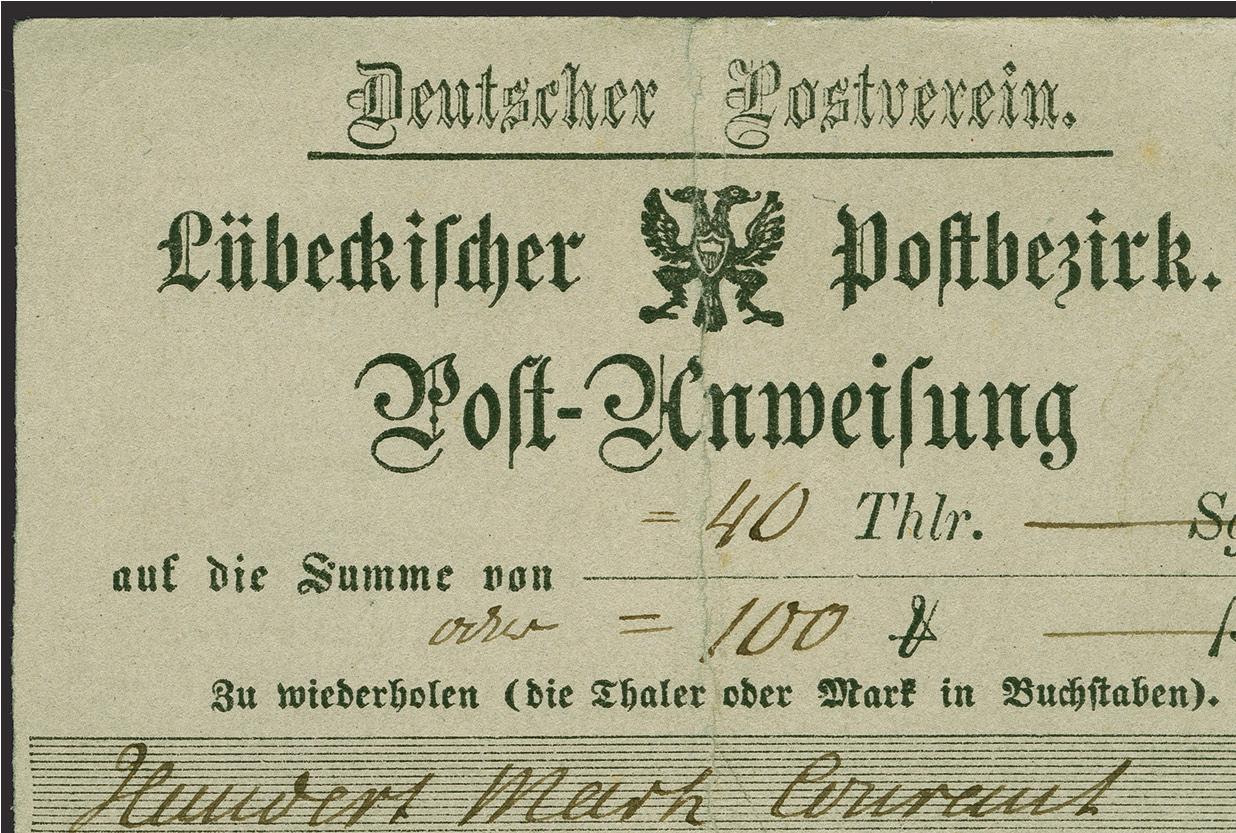 Deutscher Postverein.
Lübeckischer Postbezirk.
Post-Anweisung
= 40 Thlr. — Sg
auf die Summe von
oder = 100 ₰ —
Zu wiederholen (die Thaler oder Mark in Buchstaben).
Hundert Mark Courant